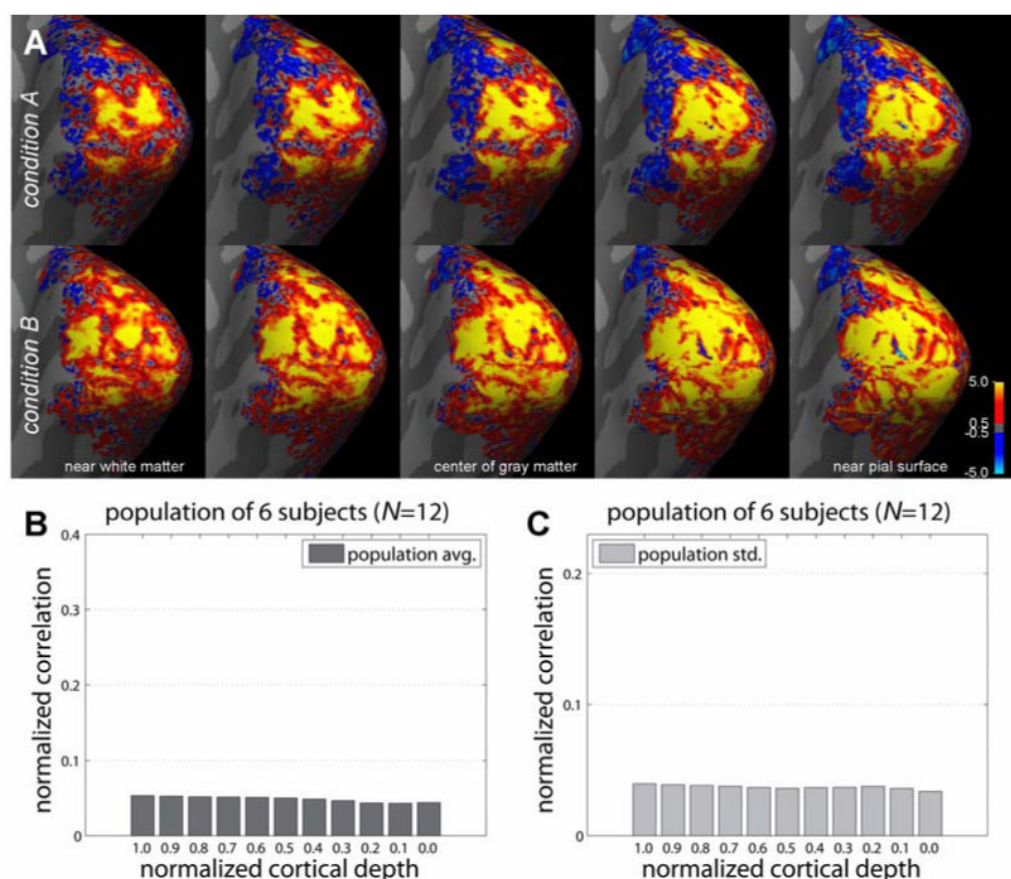 A
condition A
condition B
near white matter
center of gray matter
near pial surface
5.0
0.5
-0.5
-5.0
B
population of 6 subjects (N=12)
population avg.
normalized correlation
0.4
0.3
0.2
0.1
0
1.0 0.9 0.8 0.7 0.6 0.5 0.4 0.3 0.2 0.1 0.0
normalized cortical depth
C
population of 6 subjects (N=12)
population std.
normalized correlation
0.2
0.1
0
1.0 0.9 0.8 0.7 0.6 0.5 0.4 0.3 0.2 0.1 0.0
normalized cortical depth